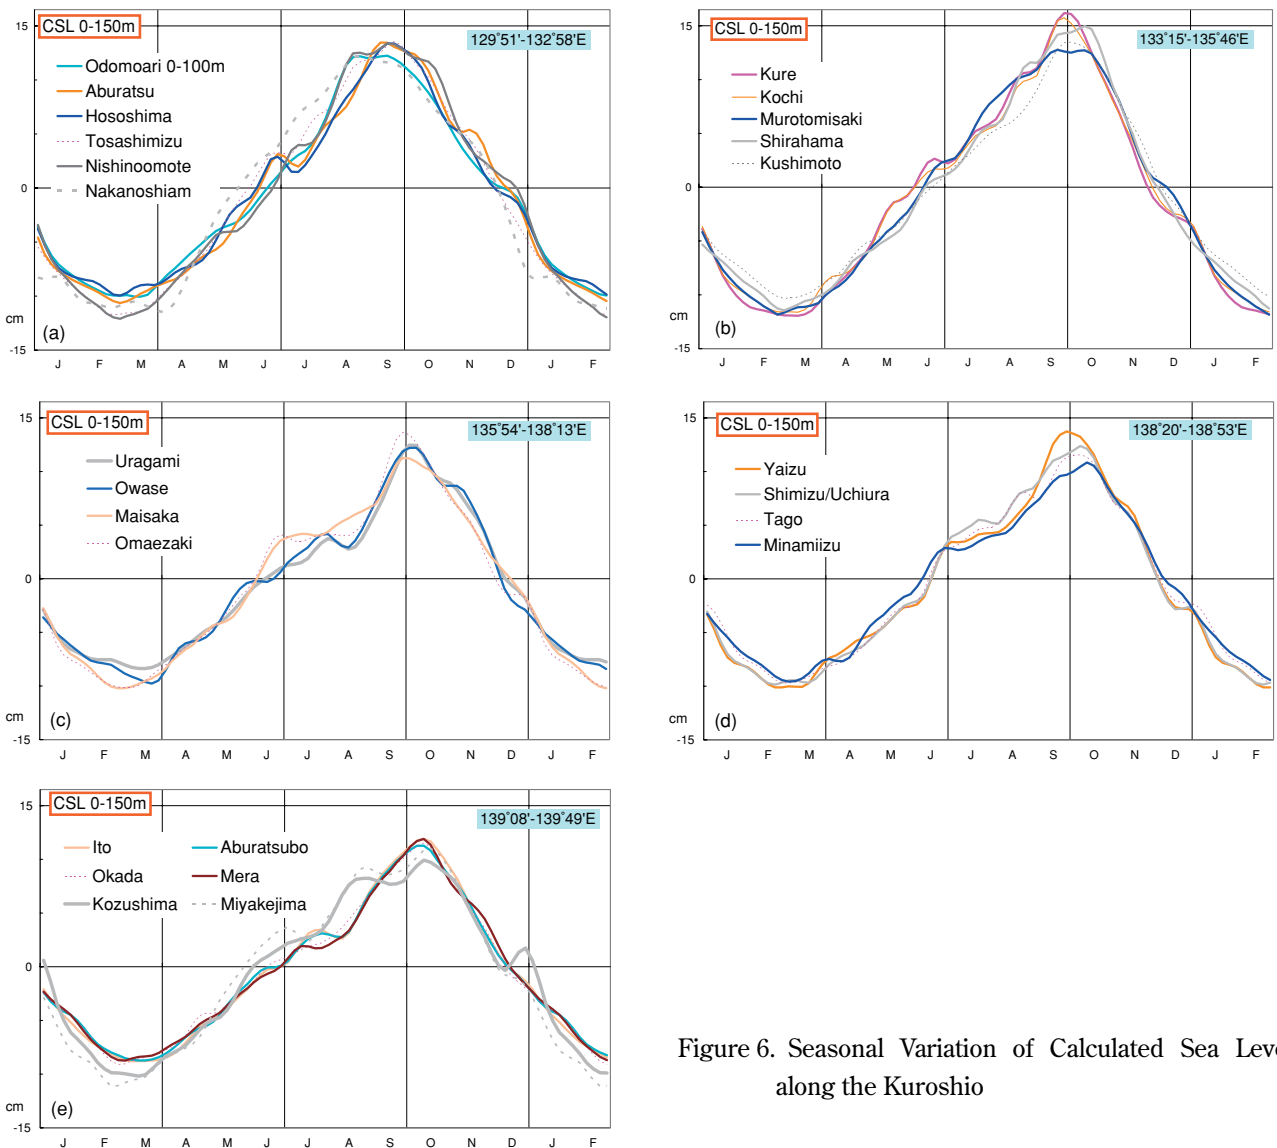 15
CSL 0-150m
129˚51'-132˚58'E
Odomoari 0-100m
Aburatsu
Hososhima
Tosashimizu
Nishinoomote
Nakanoshiam
0
cm
(a)
-15
J F M A M J J A S O N D J F
15
CSL 0-150m
133˚15'-135˚46'E
Kure
Kochi
Murotomisaki
Shirahama
Kushimoto
0
cm
(b)
-15
J F M A M J J A S O N D J F
15
CSL 0-150m
135˚54'-138˚13'E
Uragami
Owase
Maisaka
Omaezaki
0
cm
(c)
-15
J F M A M J J A S O N D J F
15
CSL 0-150m
138˚20'-138˚53'E
Yaizu
Shimizu/Uchiura
Tago
Minamiizu
0
cm
(d)
-15
J F M A M J J A S O N D J F
15
CSL 0-150m
139˚08'-139˚49'E
Ito Aburatsubo
Okada Mera
Kozushima Miyakejima
0
cm
(e)
-15
J F M A M J J A S O N D J F
Figure 6. Seasonal Variation of Calculated Sea Leve
along the Kuroshio